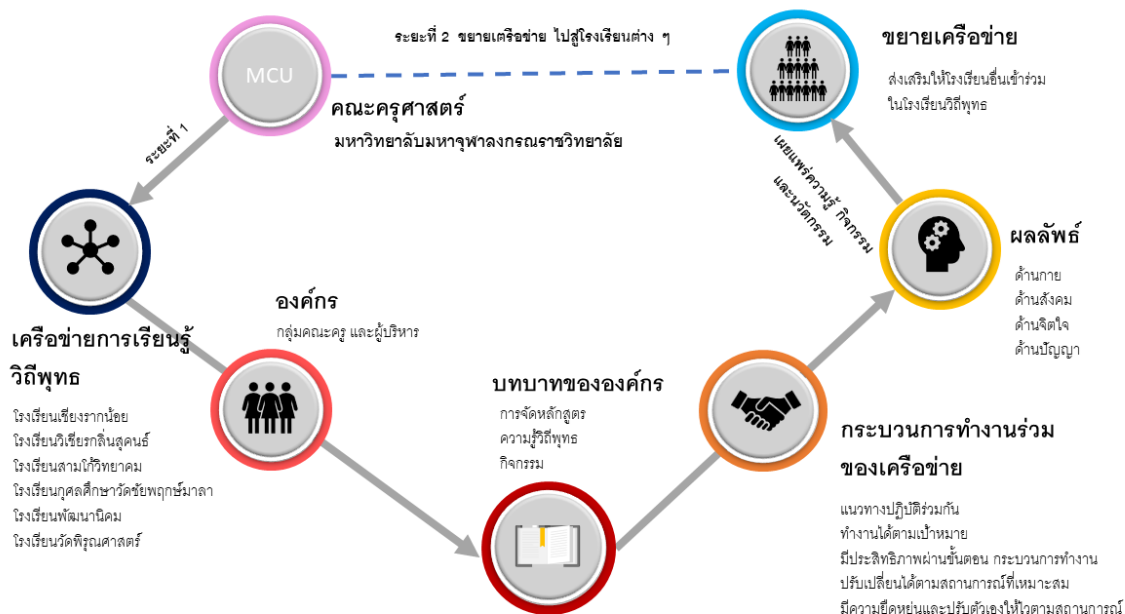 ระยะที่ 2 ขยายเครือข่าย ไปสู่โรงเรียนต่าง ๆ
MCU
คณะครุศาสตร์
มหาวิทยาลับมหาจุฬาลงกรณราชวิทยาลัย
ระยะที่ 1
เครือข่ายการเรียนรู้
วิถีพุทธ
โรงเรียนเชียงรากน้อย
โรงเรียนวิเชียรกลิ่นสุคนธ์
โรงเรียนสามโก้วิทยาคม
โรงเรียนกุศลศึกษาวัดชัยพฤกษ์มาลา
โรงเรียนพัฒนานิคม
โรงเรียนวัดพิรุณศาสตร์
องค์กร
กลุ่มคณะครู และผู้บริหาร
บทบาทขององค์กร
การจัดหลักสูตร
ความรู้วิถีพุทธ
กิจกรรม
กระบวนการทำงานร่วม
ของเครือข่าย
แนวทางปฏิบัติร่วมกัน
ทำงานได้ตามเป้าหมาย
มีประสิทธิภาพผ่านขั้นตอน กระบวนการทำงาน
ปรับเปลี่ยนได้ตามสถานการณ์ที่เหมาะสม
มีความยืดหยุ่นและปรับตัวเองให้ไวตามสถานการณ์
ผลลัพธ์
ด้านกาย
ด้านสังคม
ด้านจิตใจ
ด้านปัญญา
เผยแพร่ความรู้ กิจกรรม
และนวัตกรรม
ขยายเครือข่าย
ส่งเสริมให้โรงเรียนอื่นเข้าร่วม
ในโรงเรียนวิถีพุทธ